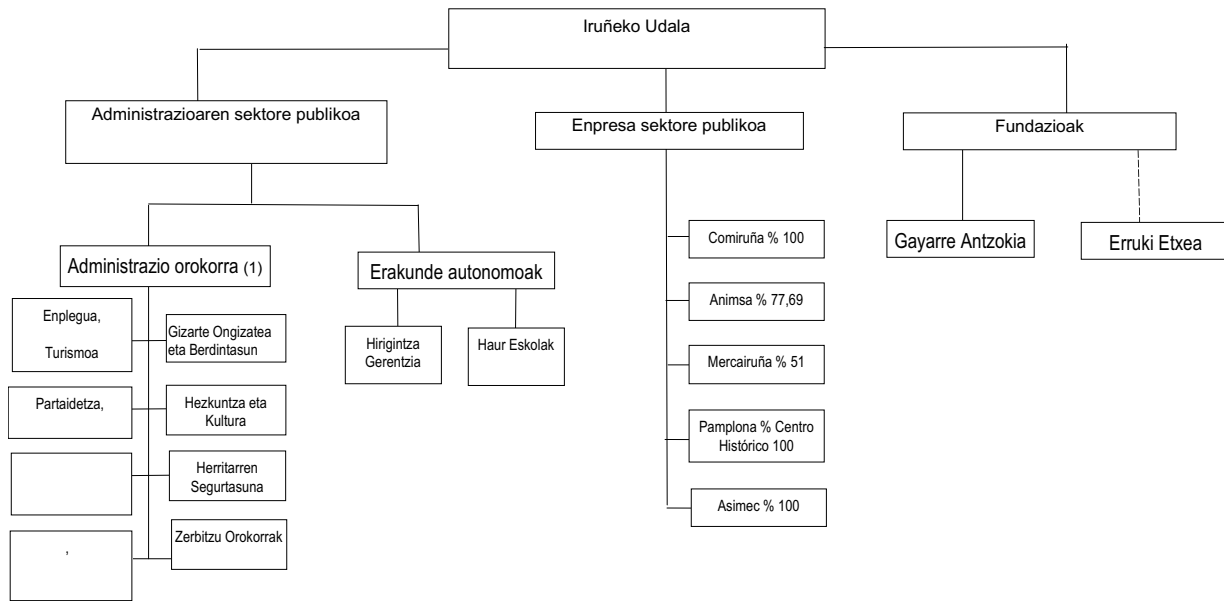 Iruñeko Udala
Administrazioaren sektore publikoa
Enpresa sektore publikoa
Fundazioak
Administrazio orokorra (1)
Erakunde autonomoak
Comiruña % 100
Gayarre Antzokia
Erruki Etxea
Enplegua,
Turismoa
Gizarte Ongizatea
eta Berdintasun
Hirigintza
Gerentzia
Haur Eskolak
Animsa % 77,69
Mercairuña % 51
Partaidetza,
Hezkuntza eta
Kultura
Pamplona % Centro
Histórico 100
Herritarren
Segurtasuna
Asimec % 100
,
Zerbitzu Orokorrak